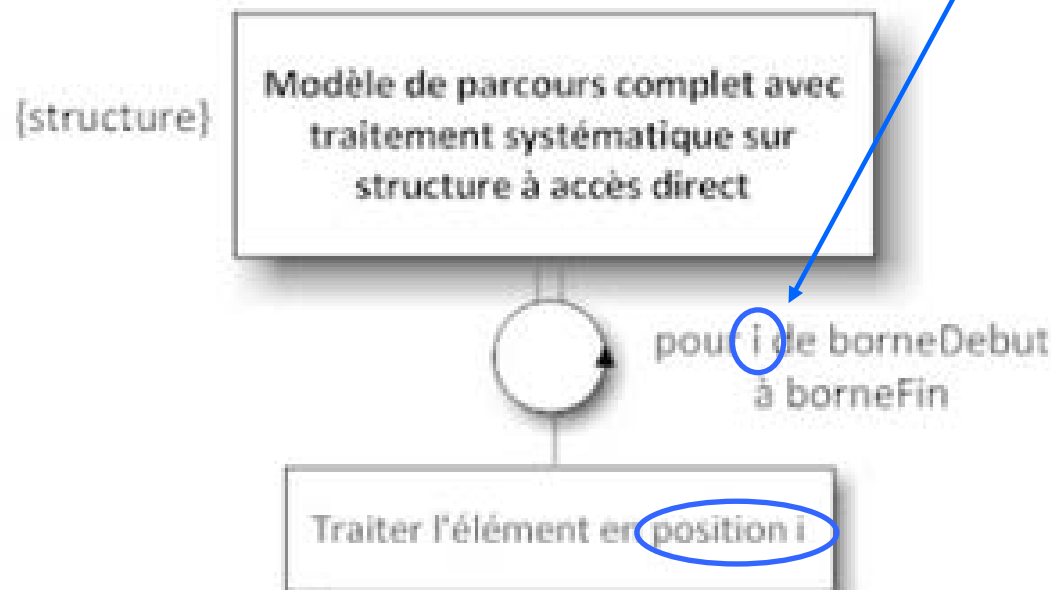 {structure}
Modèle de parcours complet avec
traitement systématique sur
structure à accès direct
pour i de borneDebut
à borneFin
Traiter l'élément en position i